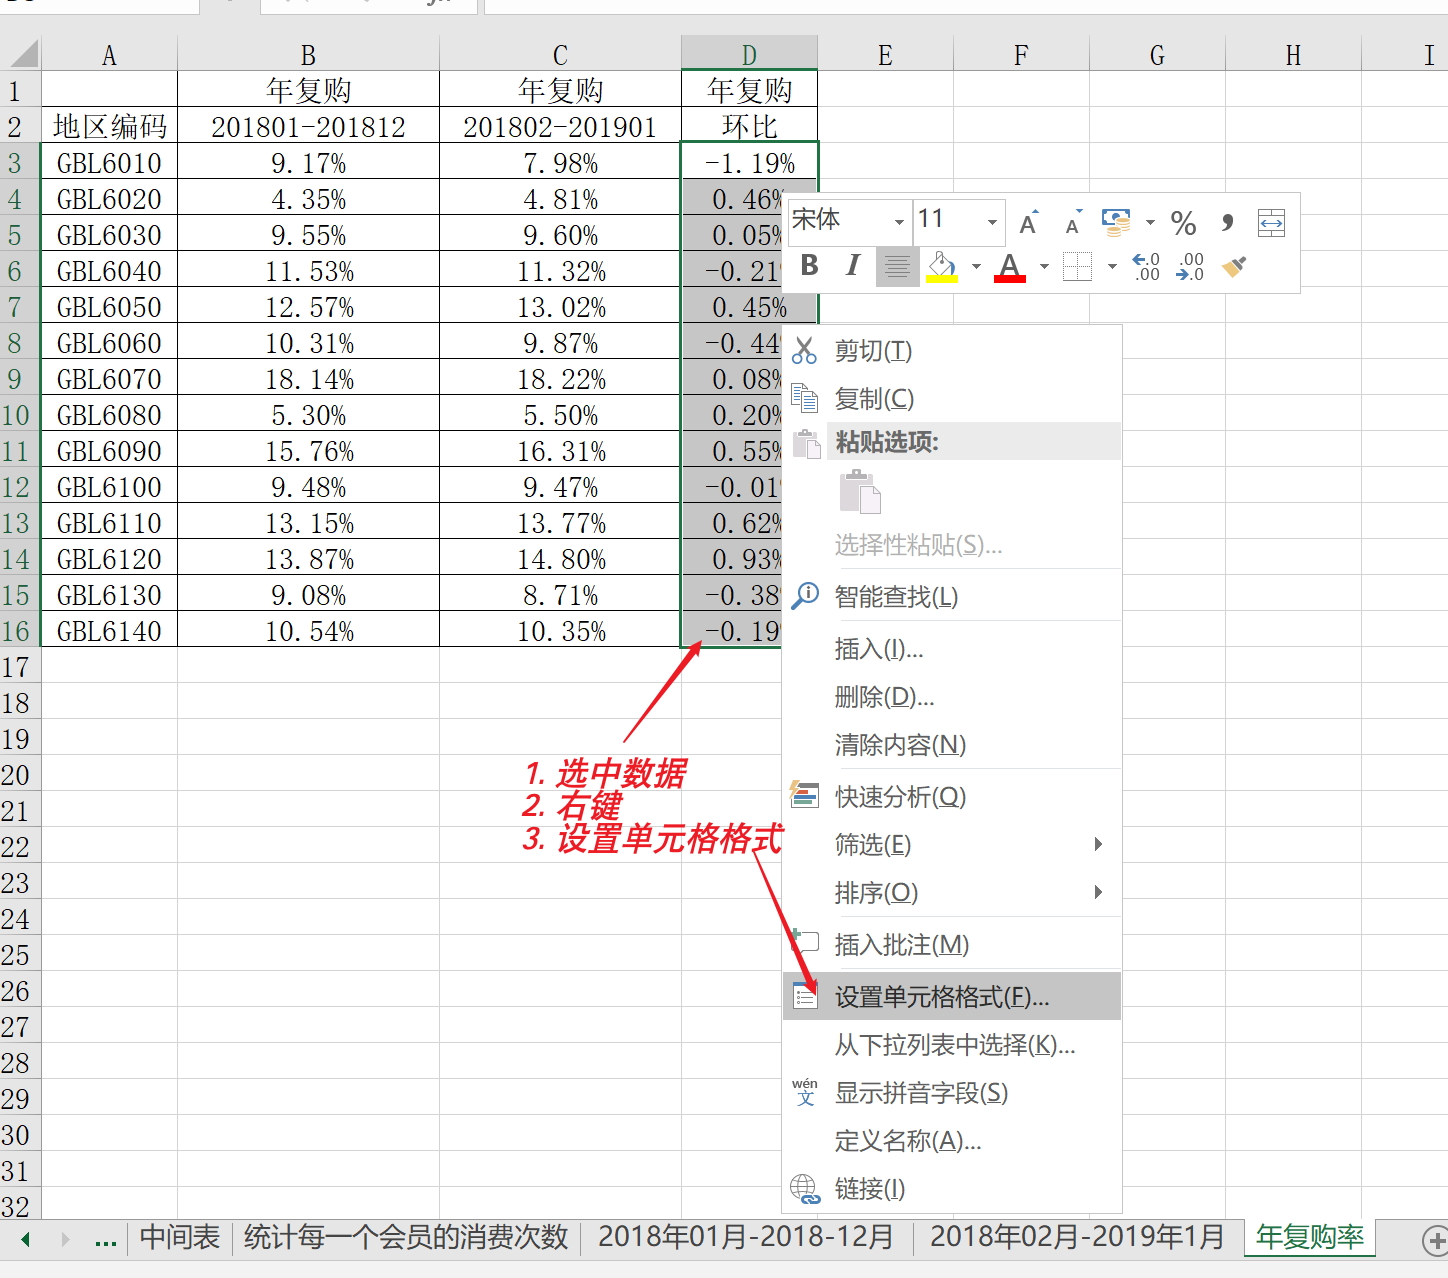 A B C D E F G H I
1 年复购 年复购 年复购
2 地区编码 201801-201812 201802-201901 环比
3 GBL6010 9.17% 7.98% -1.19%
4 GBL6020 4.35% 4.81% 0.46%
5 GBL6030 9.55% 9.60% 0.05%
6 GBL6040 11.53% 11.32% -0.21
7 GBL6050 12.57% 13.02% 0.45%
8 GBL6060 10.31% 9.87% -0.44
9 GBL6070 18.14% 18.22% 0.08%
10 GBL6080 5.30% 5.50% 0.20%
11 GBL6090 15.76% 16.31% 0.55%
12 GBL6100 9.48% 9.47% -0.01
13 GBL6110 13.15% 13.77% 0.62%
14 GBL6120 13.87% 14.80% 0.93%
15 GBL6130 9.08% 8.71% -0.38
16 GBL6140 10.54% 10.35% -0.19
17
18
19
20
21
22
23
24
25
26
27
28
29
30
31
32
宋体 11 A A % ,
B I A ←.0 .00 .00 →.0
剪切(T)
复制(C)
粘贴选项:
选择性粘贴(S)...
智能查找(L)
插入(I)...
删除(D)...
清除内容(N)
快速分析(Q)
筛选(E)
排序(O)
插入批注(M)
设置单元格格式(F)...
从下拉列表中选择(K)...
wén
文 显示拼音字段(S)
定义名称(A)...
链接(I)
1. 选中数据
2. 右键
3. 设置单元格格式
... 中间表 统计每一个会员的消费次数 2018年01月-2018-12月 2018年02月-2019年1月 年复购率